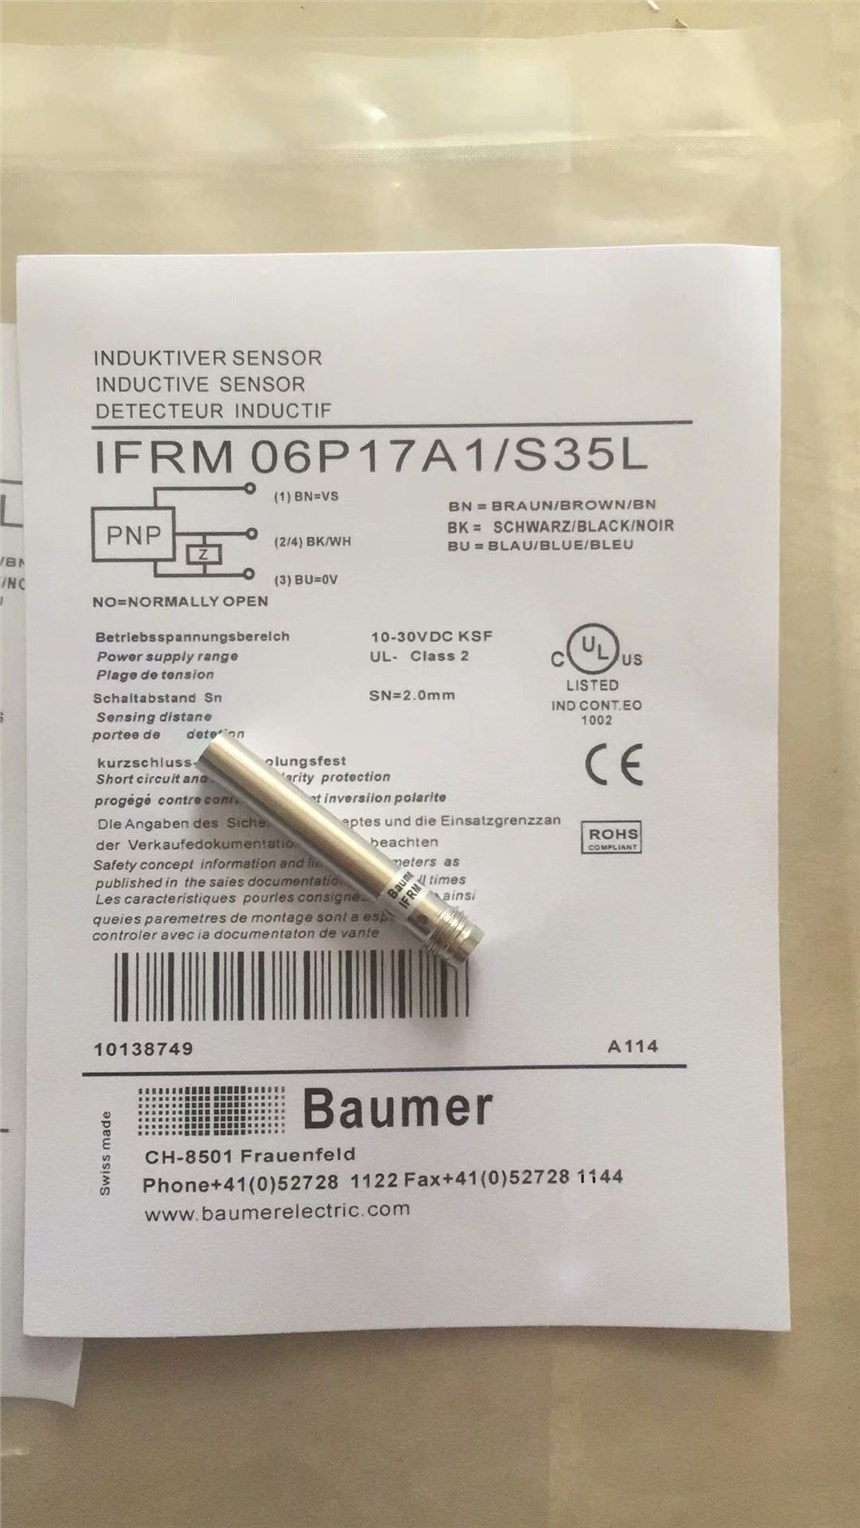 INDUKTIVER SENSOR
INDUCTIVE SENSOR
DETECTEUR INDUCTIF
IFRM 06P17A1/S35L
PNP
Z
(1) BN=VS
(2/4) BK/WH
(3) BU=0V
BN = BRAUN/BROWN/BN
BK = SCHWARZ/BLACK/NOIR
BU = BLAU/BLUE/BLEU
NO=NORMALLY OPEN
Betriebsspannungsbereich 10-30VDC KSF
Power supply range UL- Class 2
Plage de tension
Schaltabstand Sn SN=2.0mm
Sensing distane
portee de
C UL US
LISTED
IND CONT.EO
1002
CE
ROHS
COMPLIANT
kurzschluss- olungsfest
Short circuit and arity protection
progégé contre et inversiion polarite
DIe Angaben des eptes und die Einsatzgrenzzan
der beachten
Safety concept information and meters as
published in the saies all times
Les caracteristiques pourles ainsi
queies paremetres de montage sont a
controler avec ia documentaton de vante
Baumer
IFRM
10138749 A114
Swiss made
Baumer
CH-8501 Frauenfeld
Phone+41(0)52728 1122 Fax+41(0)52728 1144
www.baumerelectric.com
L
/BN
/NO